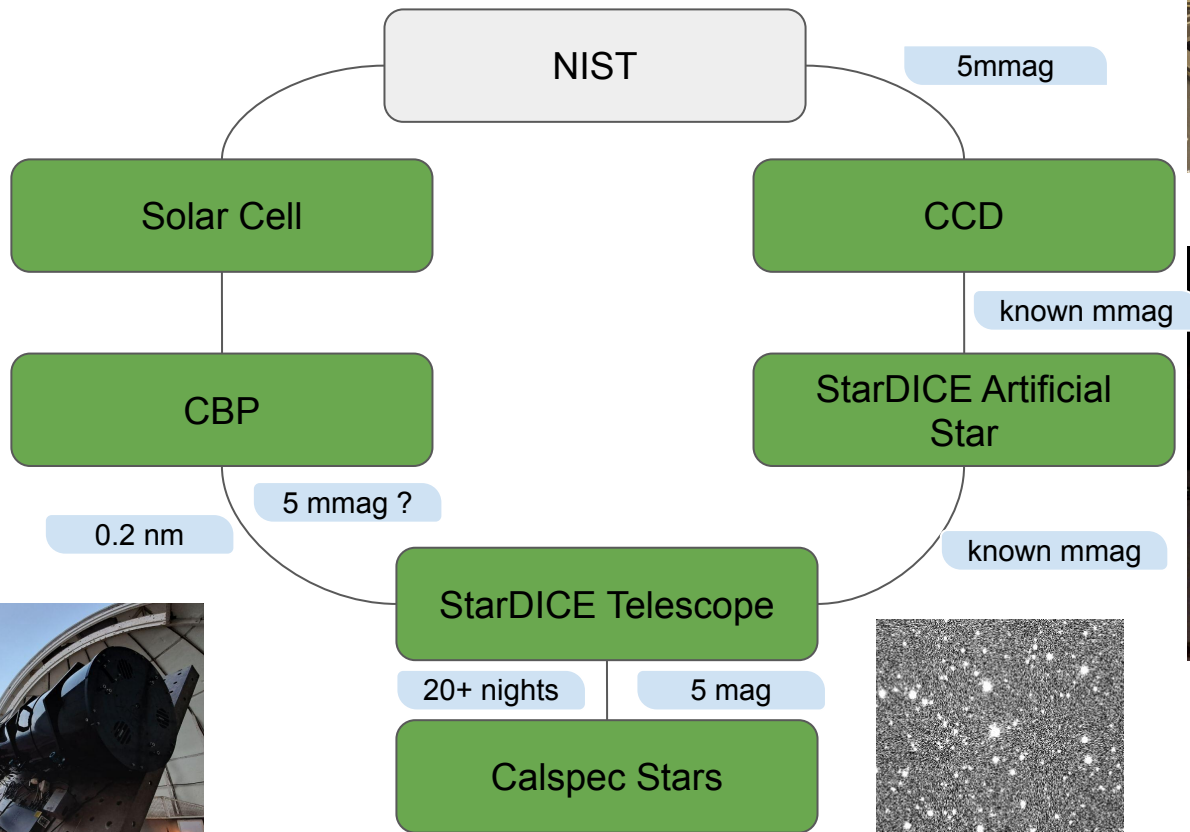 NIST
5mmag
Solar Cell
CCD
known mmag
CBP
StarDICE Artificial
Star
5 mmag ?
0.2 nm
known mmag
StarDICE Telescope
20+ nights
5 mag
Calspec Stars